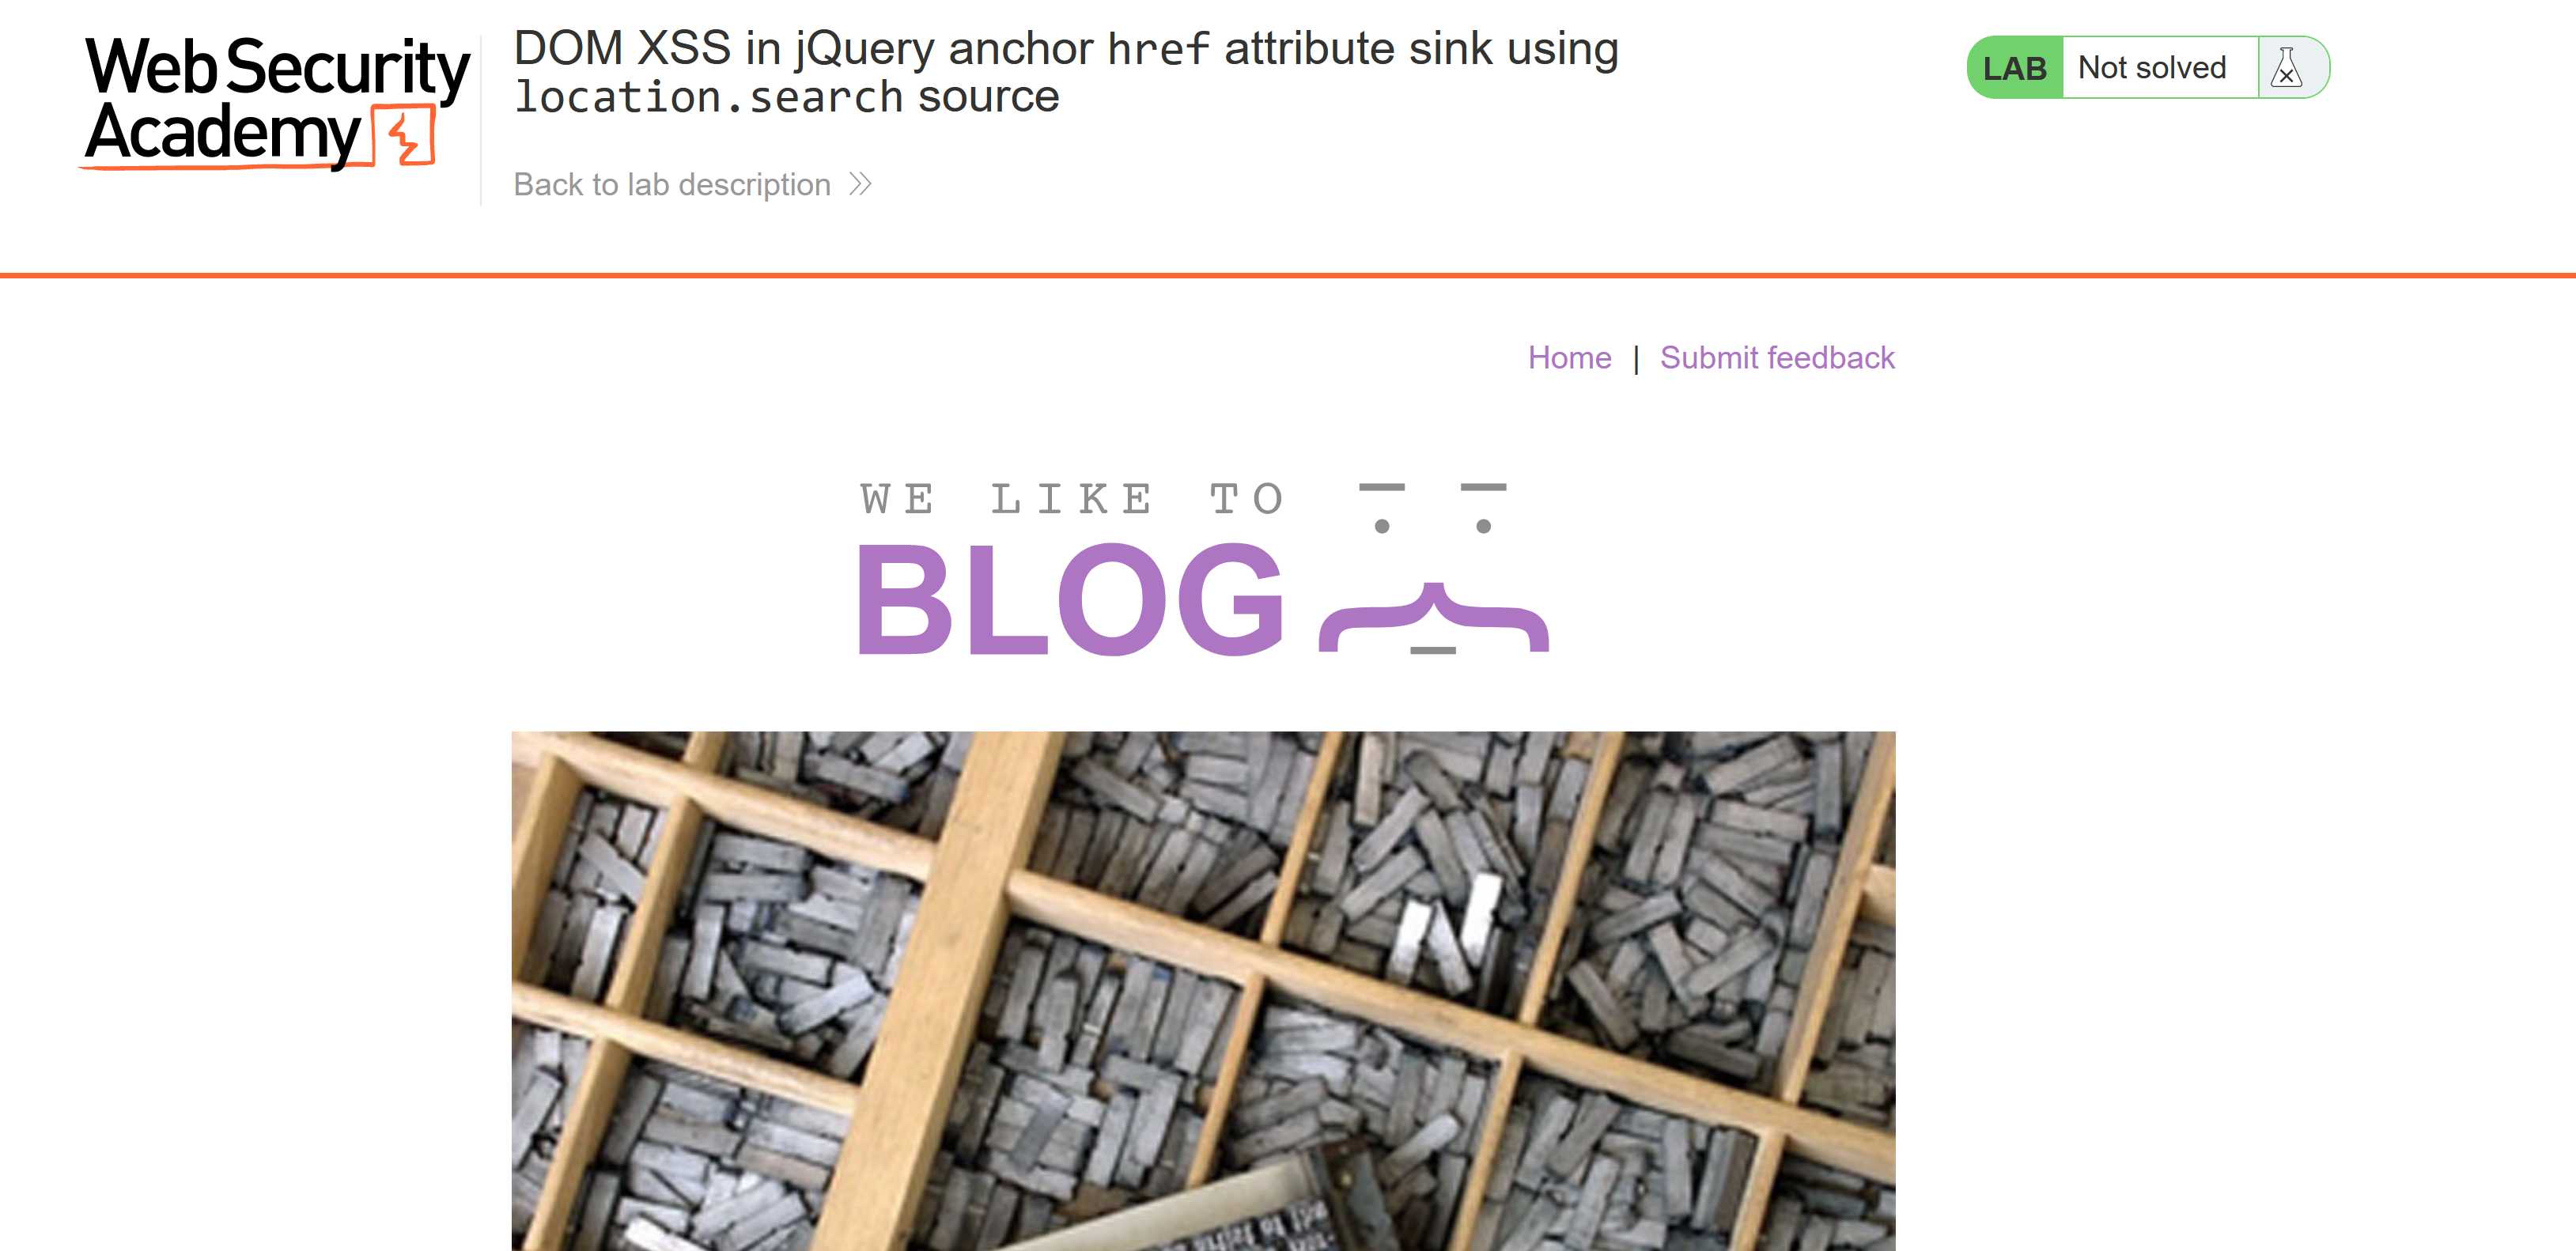 Web Security
Academy
DOM XSS in jQuery anchor href attribute sink using
location.search source
Back to lab description
LAB Not solved
Home | Submit feedback
WE LIKE TO
BLOG